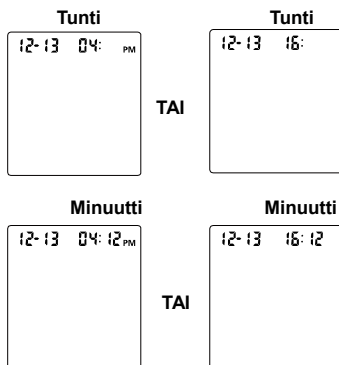 Tunti Tunti
12-13 04: PM 12-13 16:
TAI
Minuutti Minuutti
12-13 04:12 PM 12-13 16:12
TAI